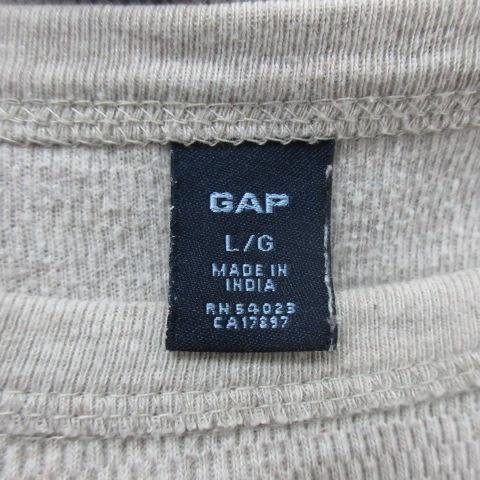 GAP
L/G
MADE IN
INDIA
RN 54023
CA17897